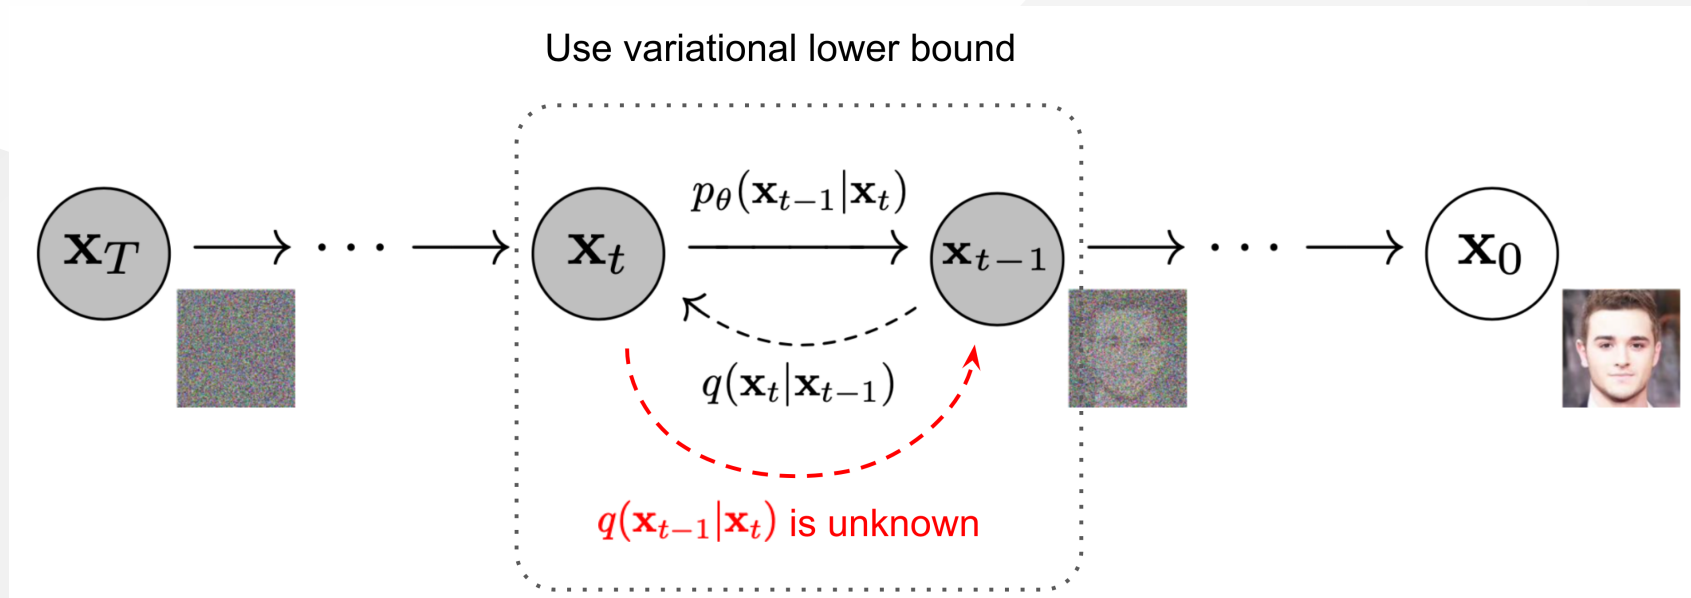 Use variational lower bound
x_T → ··· → x_t p_θ(x_{t−1}|x_t) → x_{t−1} → ··· → x_0
q(x_t|x_{t−1})
q(x_{t−1}|x_t) is unknown